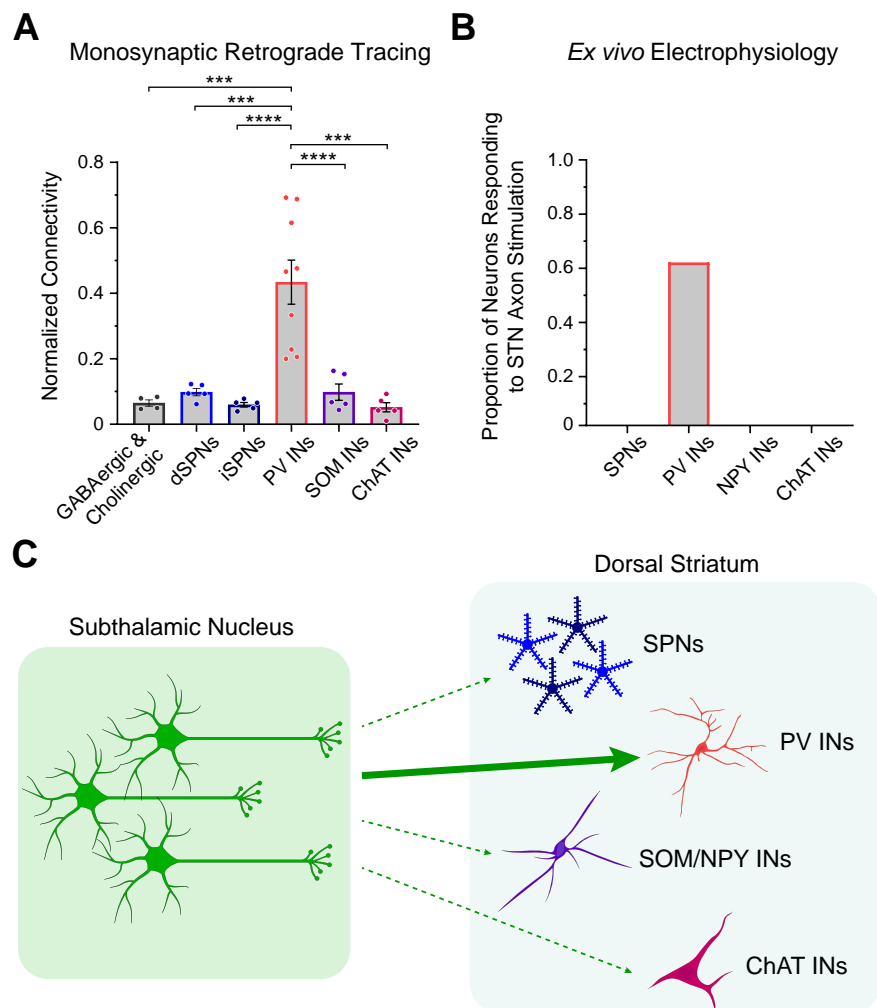 A
Monosynaptic Retrograde Tracing
***
***
****
***
****
Normalized Connectivity
0.8
0.6
0.4
0.2
0
GABAergic &
Cholinergic
dSPNs
iSPNs
PV INs
SOM INs
ChAT INs
B
Ex vivo Electrophysiology
Proportion of Neurons Responding
to STN Axon Stimulation
1.0
0.8
0.6
0.4
0.2
0
SPNs
PV INs
NPY INs
ChAT INs
C
Subthalamic Nucleus
Dorsal Striatum
SPNs
PV INs
SOM/NPY INs
ChAT INs